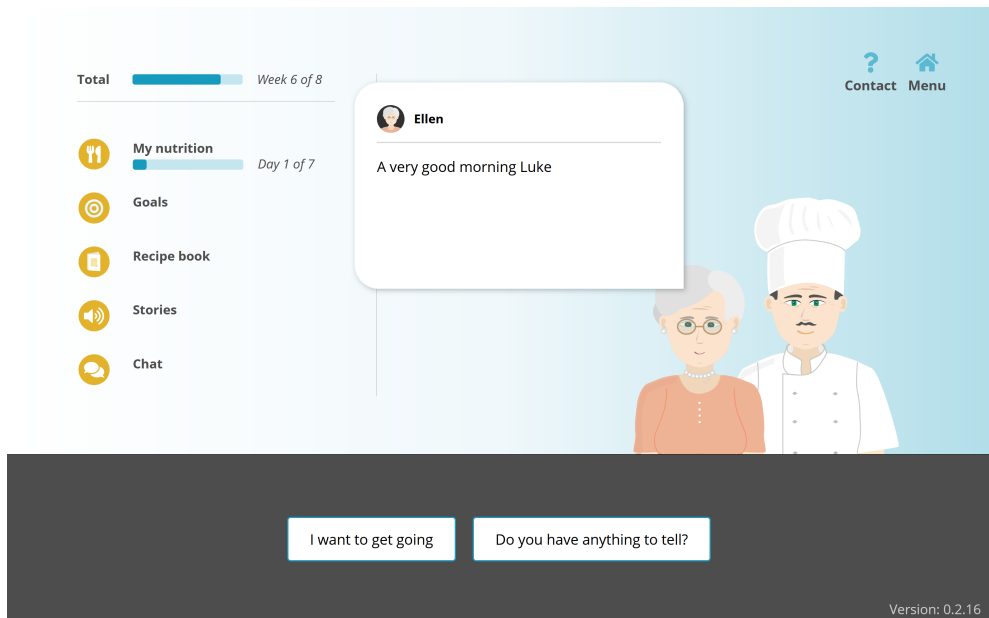 Total
Week 6 of 8
My nutrition
Day 1 of 7
Goals
Recipe book
Stories
Chat
Ellen
A very good morning Luke
? Contact
Menu
I want to get going
Do you have anything to tell?
Version: 0.2.16